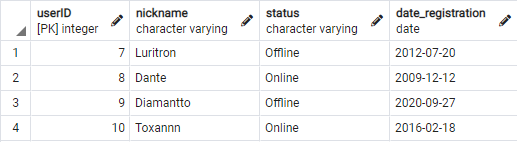 userID nickname status date_registration
[PK] integer character varying character varying date
1 7 Luritron Offline 2012-07-20
2 8 Dante Online 2009-12-12
3 9 Diamantto Offline 2020-09-27
4 10 Toxannn Online 2016-02-18